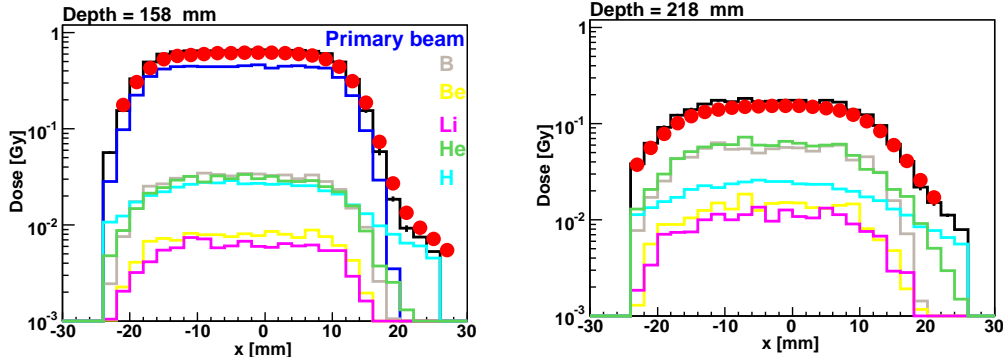 Depth = 158 mm
Dose [Gy]
1
10⁻¹
10⁻²
10⁻³
Primary beam
B
Be
Li
He
H
-30 -20 -10 0 10 20 30
x [mm]
Depth = 218 mm
Dose [Gy]
1
10⁻¹
10⁻²
10⁻³
-30 -20 -10 0 10 20 30
x [mm]